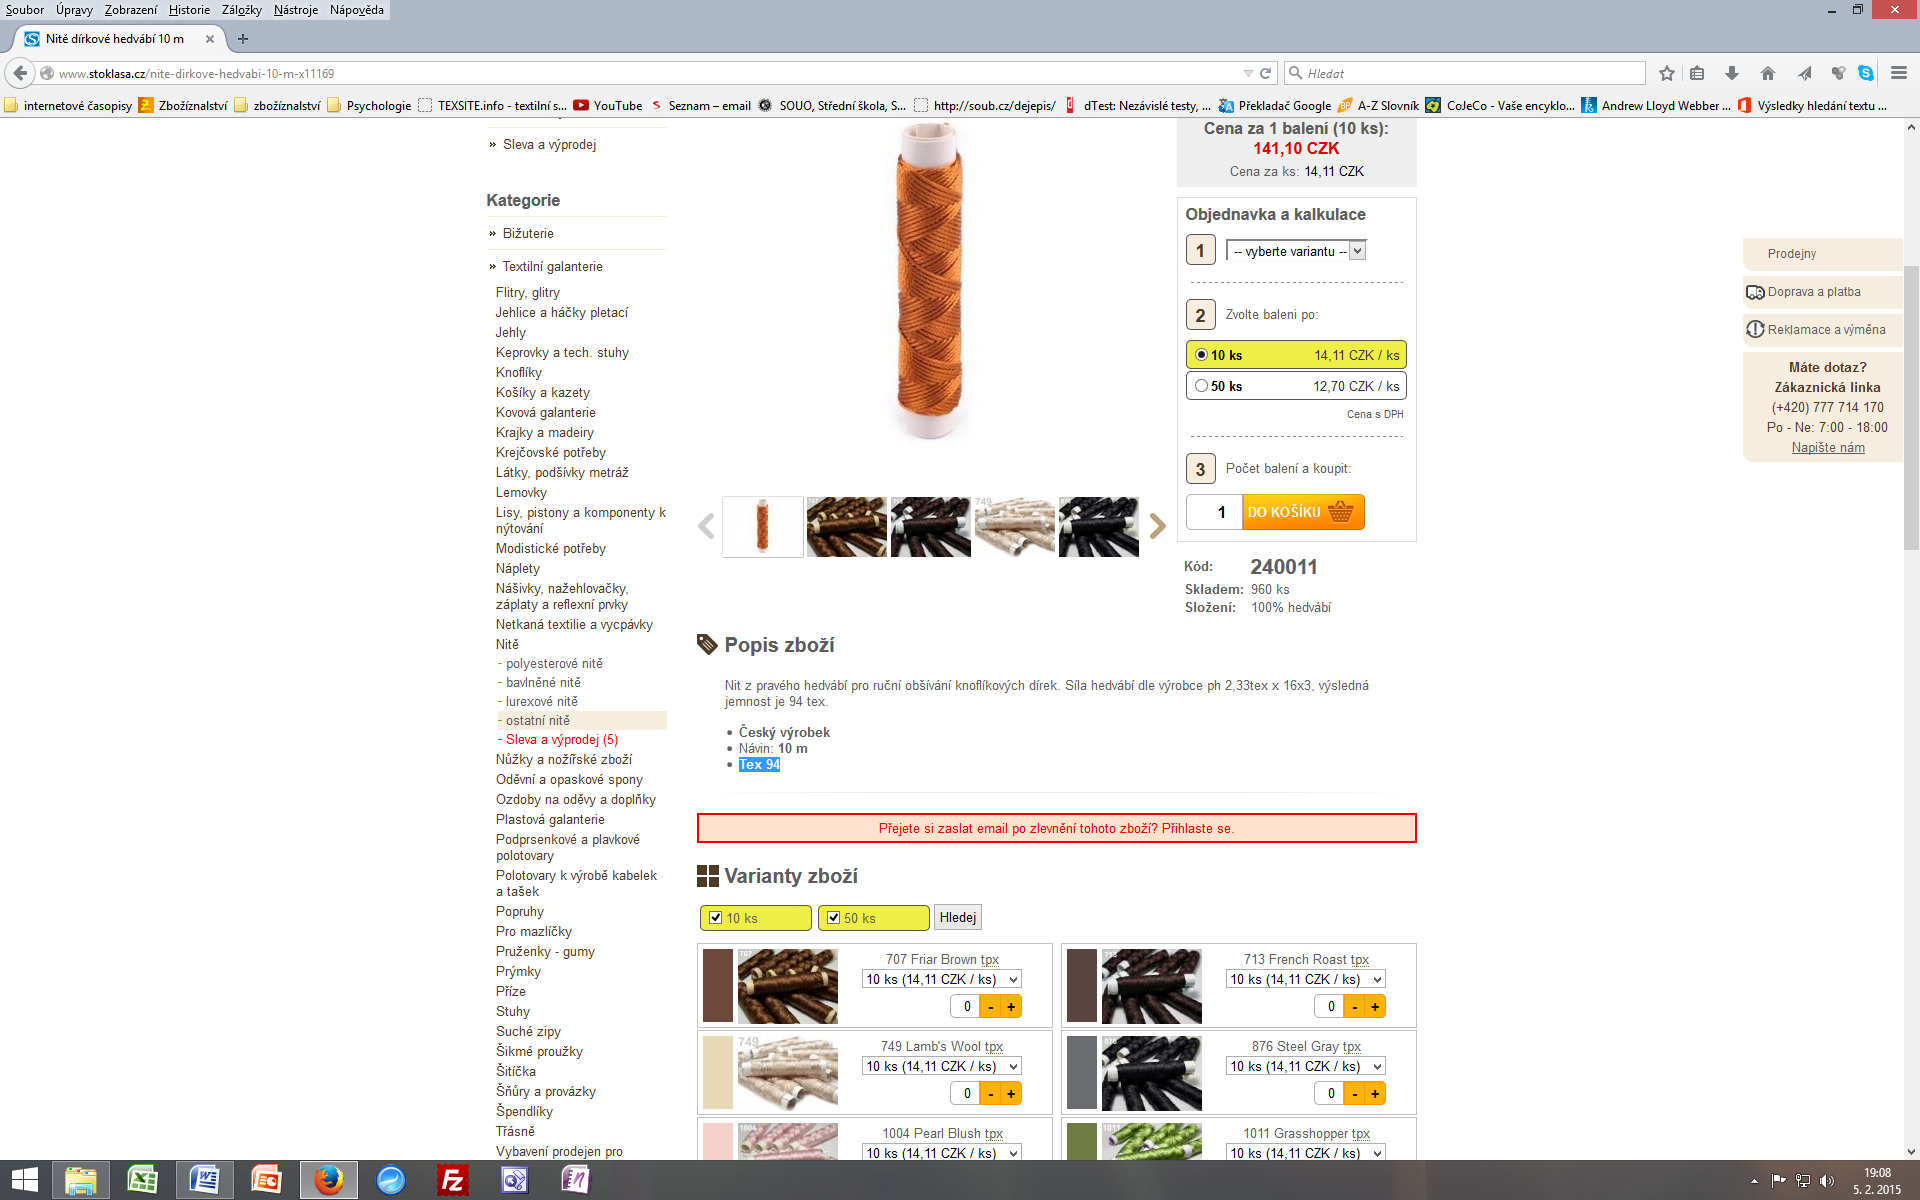 Soubor Úpravy Zobrazení Historie Záložky Nástroje Nápověda
Nitě dírkové hedvábí 10 m
www.stoklasa.cz/nite-dirkove-hedvabi-10-m-x11169
Hledat
internetové časopisy Zbožíznalství zbožíznalství Psychologie TEXSITE.info - textilní s... YouTube Seznam – email SOUO, Střední škola, S... http://soub.cz/dejepis/ dTest: Nezávislé testy, ... Překladač Google A-Z Slovník CoJeCo - Vaše encyklo... Andrew Lloyd Webber ... Výsledky hledání textu ...
» Sleva a výprodej
Kategorie
» Bižuterie
» Textilní galanterie
Flitry, glitry
Jehlice a háčky pletací
Jehly
Keprovky a tech. stuhy
Knoflíky
Košíky a kazety
Kovová galanterie
Krajky a madeiry
Krejčovské potřeby
Látky, podšívky metráž
Lemovky
Lisy, pistony a komponenty k
nýtování
Modistické potřeby
Náplety
Nášivky, nažehlovačky,
záplaty a reflexní prvky
Netkaná textilie a vycpávky
Nitě
- polyesterové nitě
- bavlněné nitě
- lurexové nitě
- ostatní nitě
- Sleva a výprodej (5)
Nůžky a nožířské zboží
Oděvní a opaskové spony
Ozdoby na oděvy a doplňky
Plastová galanterie
Podprsenkové a plavkové
polotovary
Polotovary k výrobě kabelek
a tašek
Popruhy
Pro mazlíčky
Pruženky - gumy
Prýmky
Příze
Stuhy
Suché zipy
Šikmé proužky
Šitíčka
Šňůry a provázky
Špendlíky
Třásně
Vybavení prodejen pro
749
Cena za 1 balení (10 ks):
141,10 CZK
Cena za ks: 14,11 CZK
Objednavka a kalkulace
1 -- vyberte variantu --
2 Zvolte baleni po:
10 ks 14,11 CZK / ks
50 ks 12,70 CZK / ks
Cena s DPH
3 Počet balení a koupit:
1 DO KOŠÍKU
Kód: 240011
Skladem: 960 ks
Složení: 100% hedvábí
Popis zboží
Nit z pravého hedvábí pro ruční obšívání knoflíkových dírek. Síla hedvábí dle výrobce ph 2,33tex x 16x3, výsledná
jemnost je 94 tex.
• Český výrobek
• Návin: 10 m
• Tex 94
Přejete si zaslat email po zlevnění tohoto zboží? Přihlaste se.
Varianty zboží
10 ks 50 ks Hledej
707 707 Friar Brown tpx
10 ks (14,11 CZK / ks)
0 - +
713 713 French Roast tpx
10 ks (14,11 CZK / ks)
0 - +
749 749 Lamb's Wool tpx
10 ks (14,11 CZK / ks)
0 - +
876 876 Steel Gray tpx
10 ks (14,11 CZK / ks)
0 - +
1004 1004 Pearl Blush tpx
10 ks (14,11 CZK / ks)
1011 1011 Grasshopper tpx
10 ks (14,11 CZK / ks)
Prodejny
Doprava a platba
Reklamace a výměna
Máte dotaz?
Zákaznická linka
(+420) 777 714 170
Po - Ne: 7:00 - 18:00
Napište nám
19:08
5. 2. 2015